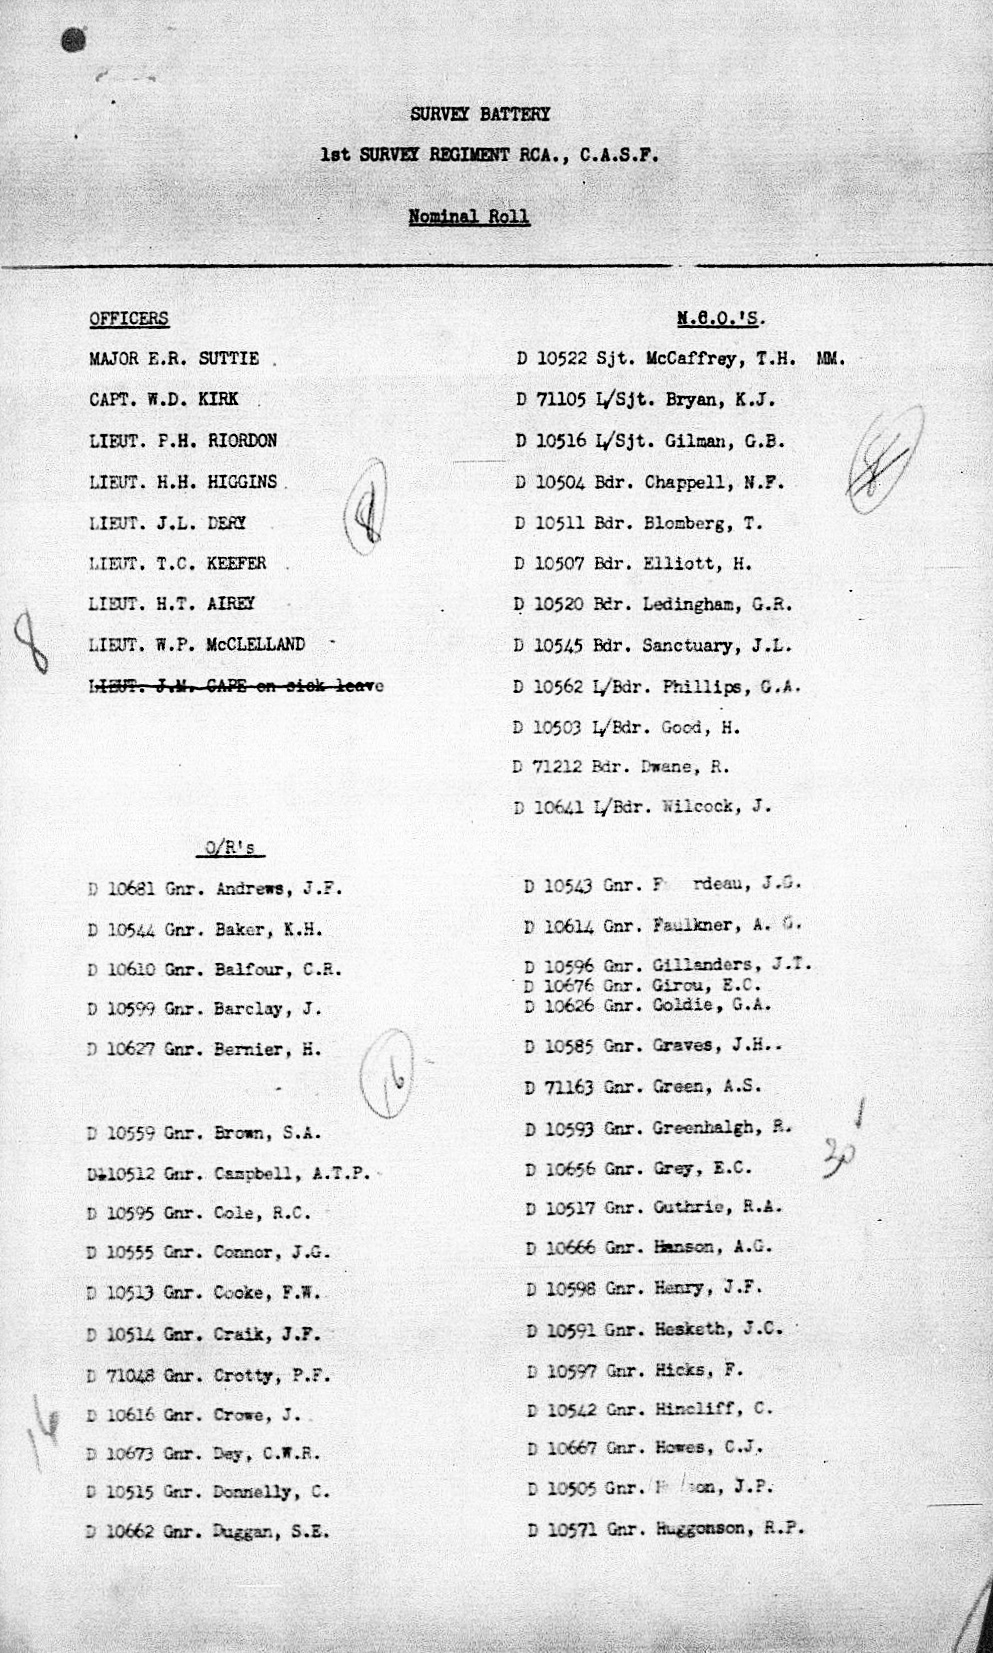 SURVEY BATTERY
1st SURVEY REGIMENT RCA., C.A.S.F.
Nominal Roll
OFFICERS
MAJOR E.R. SUTTIE
CAPT. W.D. KIRK
LIEUT. P.H. RIORDON
LIEUT. H.H. HIGGINS
LIEUT. J.L. DERY
LIEUT. T.C. KEEFER
LIEUT. H.T. AIREY
LIEUT. W.P. McCLELLAND
LIEUT. J.M. CAPE on sick leave
8
8
N.C.O.'S.
D 10522 Sjt. McCaffrey, T.H. MM.
D 71105 L/Sjt. Bryan, K.J.
D 10516 L/Sjt. Gilman, G.B.
D 10504 Bdr. Chappell, N.F.
D 10511 Bdr. Blomberg, T.
D 10507 Bdr. Elliott, H.
D 10520 Bdr. Ledingham, G.R.
D 10545 Bdr. Sanctuary, J.L.
D 10562 L/Bdr. Phillips, G.A.
D 10503 L/Bdr. Good, H.
D 71212 Bdr. Dwane, R.
D 10641 L/Bdr. Wilcock, J.
8
O/R's
D 10681 Gnr. Andrews, J.F.
D 10544 Gnr. Baker, K.H.
D 10610 Gnr. Balfour, C.R.
D 10599 Gnr. Barclay, J.
D 10627 Gnr. Bernier, H.
D 10559 Gnr. Brown, S.A.
D 10512 Gnr. Campbell, A.T.P.
D 10595 Gnr. Cole, R.C.
D 10555 Gnr. Connor, J.G.
D 10513 Gnr. Cooke, F.W.
D 10514 Gnr. Craik, J.F.
D 71048 Gnr. Crotty, P.F.
D 10616 Gnr. Crowe, J.
D 10673 Gnr. Dey, C.W.R.
D 10515 Gnr. Donnelly, C.
D 10662 Gnr. Duggan, S.E.
16
16
D 10543 Gnr. J.G.
D 10614 Gnr. Faulkner, A. G.
D 10596 Gnr. Gillanders, J.T.
D 10676 Gnr. Girou, E.C.
D 10626 Gnr. Goldie, G.A.
D 10585 Gnr. Graves, J.H..
D 71163 Gnr. Green, A.S.
D 10593 Gnr. Greenhalgh, R.
D 10656 Gnr. Grey, E.C.
D 10517 Gnr. Guthrie, R.A.
D 10666 Gnr. Hanson, A.G.
D 10598 Gnr. Henry, J.F.
D 10591 Gnr. Hesketh, J.C.
D 10597 Gnr. Hicks, F.
D 10542 Gnr. Hincliff, C.
D 10667 Gnr. Howes, C.J.
D 10505 Gnr. J.P.
D 10571 Gnr. Huggonson, R.P.
30